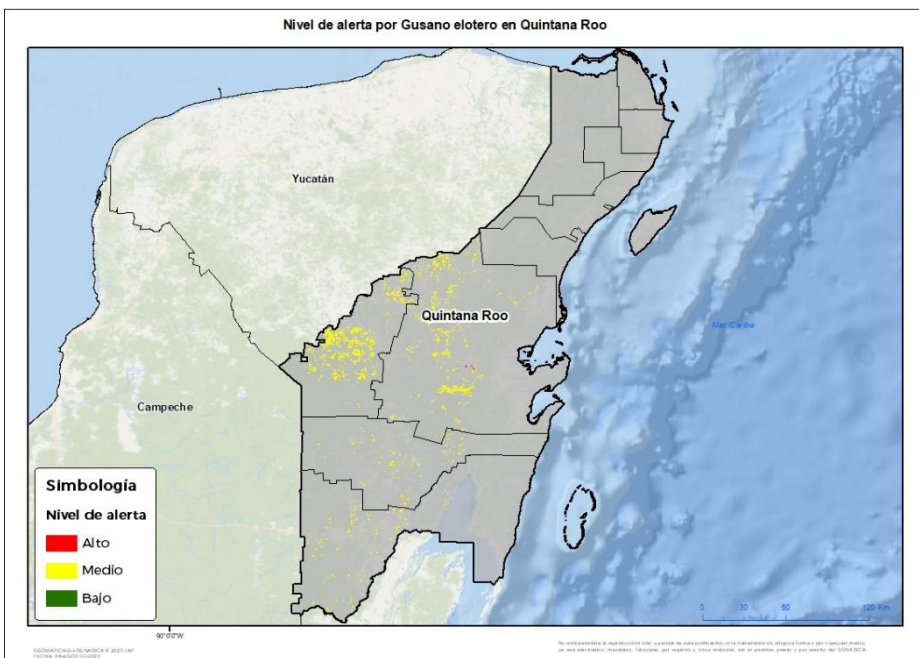 Nivel de alerta por Gusano elotero en Quintana Roo
Yucatán
Quintana Roo
Mar Caribe
Campeche
Simbología
Nivel de alerta
Alto
Medio
Bajo
0 30 60 120 Km
90°0'0"W